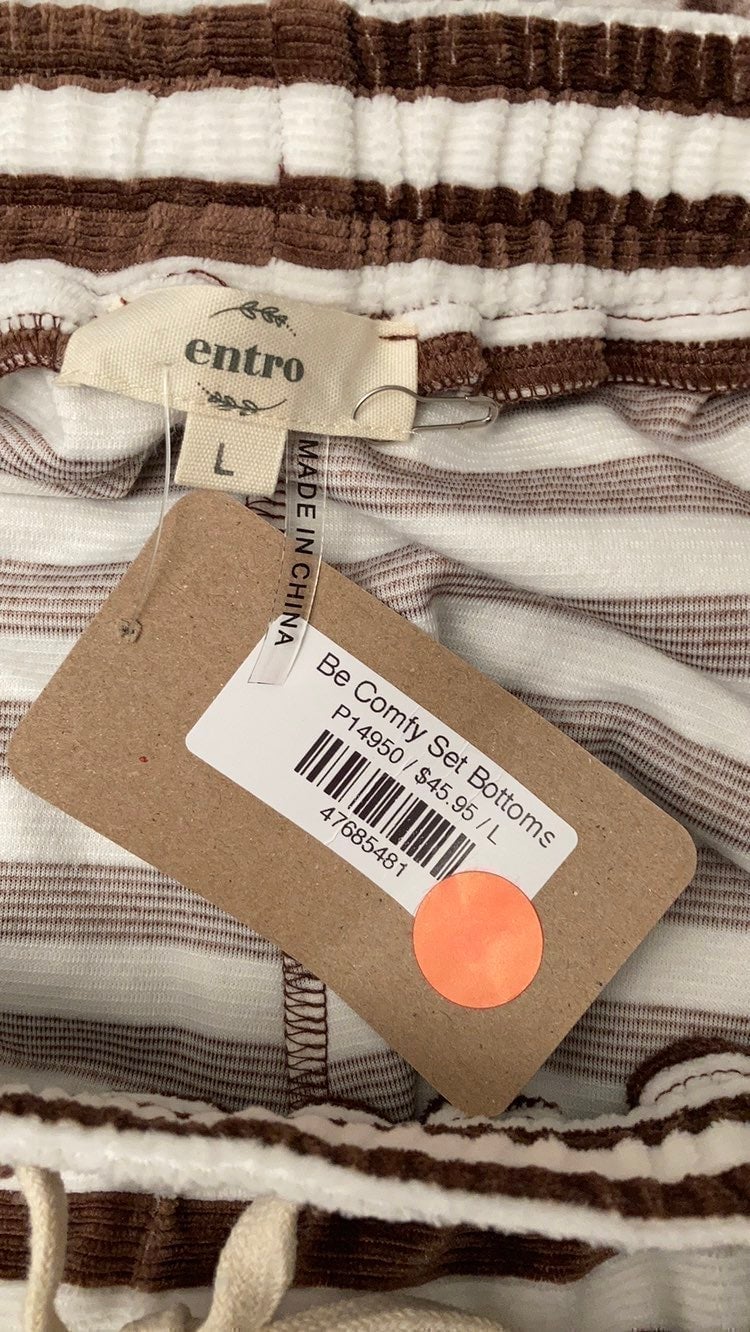 entro
L
MADE IN CHINA
Be Comfy Set Bottoms
P14950 / $45.95 / L
47685481